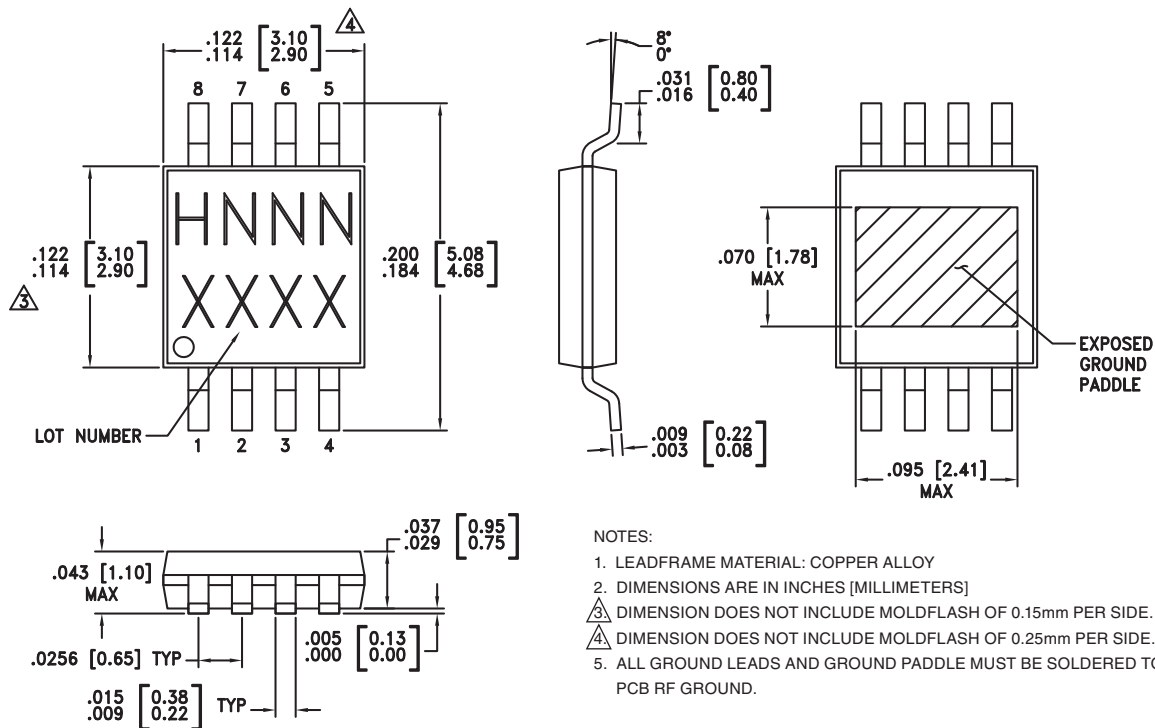 .122 [3.10]
.114 [2.90]
4
8 7 6 5
HNNN
XXXX
.122 [3.10]
.114 [2.90]
3
.200 [5.08]
.184 [4.68]
LOT NUMBER
1 2 3 4
8°
0°
.031 [0.80]
.016 [0.40]
.009 [0.22]
.003 [0.08]
.070 [1.78]
MAX
EXPOSED
GROUND
PADDLE
.095 [2.41]
MAX
.037 [0.95]
.029 [0.75]
.043 [1.10]
MAX
.005 [0.13]
.000 [0.00]
.0256 [0.65] TYP
.015 [0.38]
.009 [0.22] TYP
NOTES:
1. LEADFRAME MATERIAL: COPPER ALLOY
2. DIMENSIONS ARE IN INCHES [MILLIMETERS]
3. DIMENSION DOES NOT INCLUDE MOLDFLASH OF 0.15mm PER SIDE.
4. DIMENSION DOES NOT INCLUDE MOLDFLASH OF 0.25mm PER SIDE.
5. ALL GROUND LEADS AND GROUND PADDLE MUST BE SOLDERED TO
PCB RF GROUND.